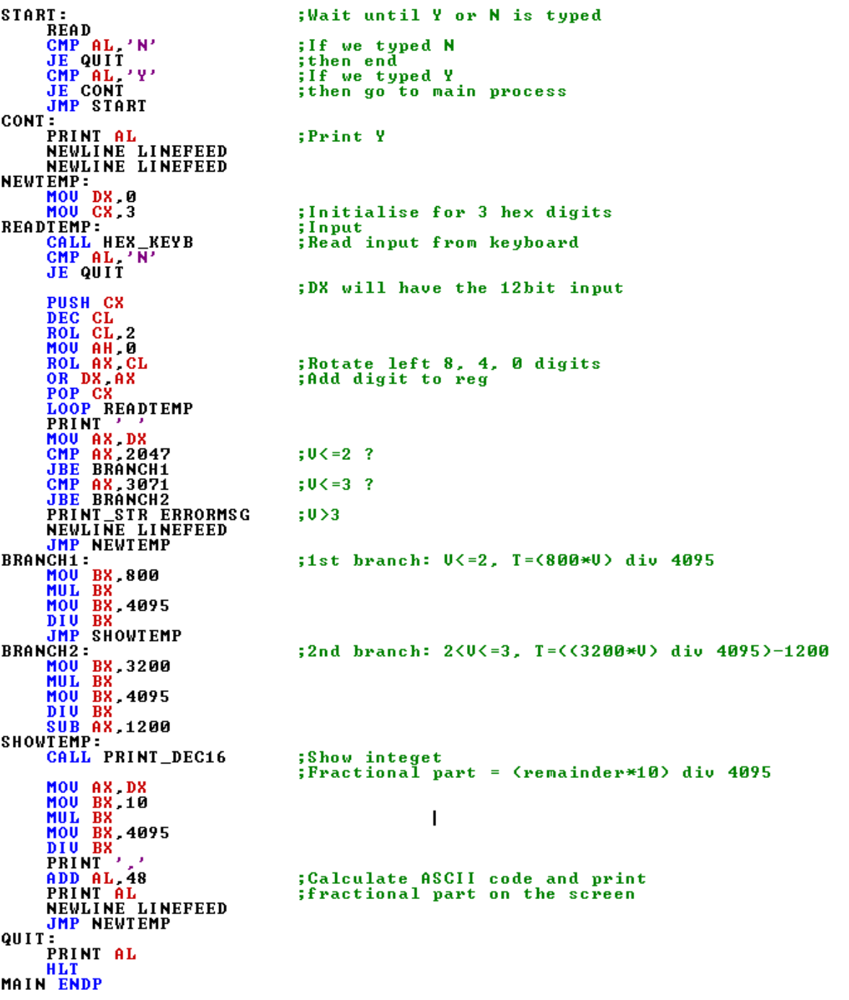 START:                    ;Wait until Y or N is typed
    READ
    CMP AL,'N'            ;If we typed N
    JE QUIT               ;then end
    CMP AL,'Y'            ;If we typed Y
    JE CONT               ;then go to main process
    JMP START
CONT:
    PRINT AL              ;Print Y
    NEWLINE LINEFEED
    NEWLINE LINEFEED
NEWTEMP:
    MOV DX,0
    MOV CX,3              ;Initialise for 3 hex digits
READTEMP:                 ;Input
    CALL HEX_KEYB         ;Read input from keyboard
    CMP AL,'N'
    JE QUIT
                          ;DX will have the 12bit input
    PUSH CX
    DEC CL
    ROL CL,2
    MOV AH,0
    ROL AX,CL             ;Rotate left 8, 4, 0 digits
    OR DX,AX              ;Add digit to reg
    POP CX
    LOOP READTEMP
    PRINT ' '
    MOV AX,DX
    CMP AX,2047           ;V<=2 ?
    JBE BRANCH1
    CMP AX,3071           ;V<=3 ?
    JBE BRANCH2
    PRINT_STR ERRORMSG    ;V>3
    NEWLINE LINEFEED
    JMP NEWTEMP
BRANCH1:                  ;1st branch: V<=2, T=(800*V) div 4095
    MOV BX,800
    MUL BX
    MOV BX,4095
    DIV BX
    JMP SHOWTEMP
BRANCH2:                  ;2nd branch: 2<V<=3, T=((3200*V) div 4095)-1200
    MOV BX,3200
    MUL BX
    MOV BX,4095
    DIV BX
    SUB AX,1200
SHOWTEMP:
    CALL PRINT_DEC16      ;Show integet
                          ;Fractional part = (remainder*10) div 4095
    MOV AX,DX
    MOV BX,10
    MUL BX
    MOV BX,4095
    DIV BX
    PRINT ','
    ADD AL,48             ;Calculate ASCII code and print
    PRINT AL              ;fractional part on the screen
    NEWLINE LINEFEED
    JMP NEWTEMP
QUIT:
    PRINT AL
    HLT
MAIN ENDP